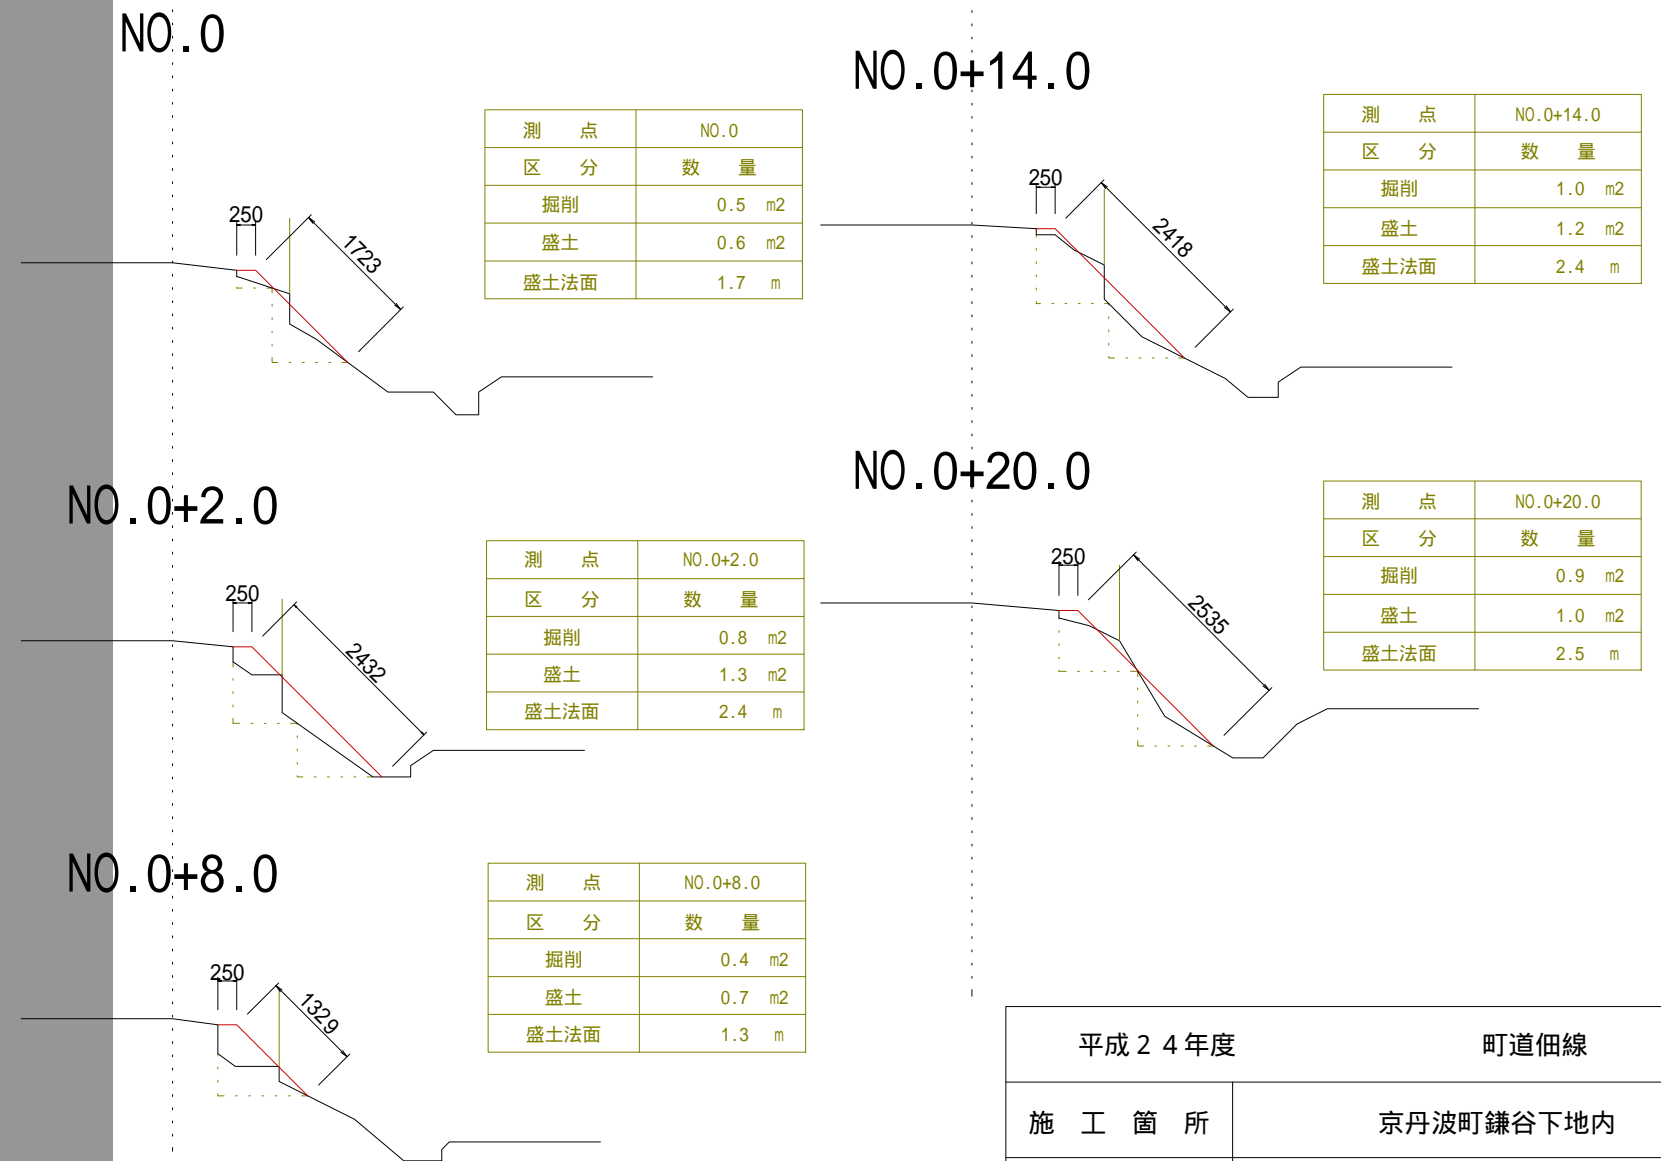 NO.0
測 点 NO.0
区 分 数 量
掘削 0.5 m2
盛土 0.6 m2
盛土法面 1.7 m
250
1723
NO.0+14.0
測 点 NO.0+14.0
区 分 数 量
掘削 1.0 m2
盛土 1.2 m2
盛土法面 2.4 m
250
2418
NO.0+2.0
測 点 NO.0+2.0
区 分 数 量
掘削 0.8 m2
盛土 1.3 m2
盛土法面 2.4 m
250
2432
NO.0+20.0
測 点 NO.0+20.0
区 分 数 量
掘削 0.9 m2
盛土 1.0 m2
盛土法面 2.5 m
250
2535
NO.0+8.0
測 点 NO.0+8.0
区 分 数 量
掘削 0.4 m2
盛土 0.7 m2
盛土法面 1.3 m
250
1329
平成24年度 町道佃線
施工箇所 京丹波町鎌谷下地内